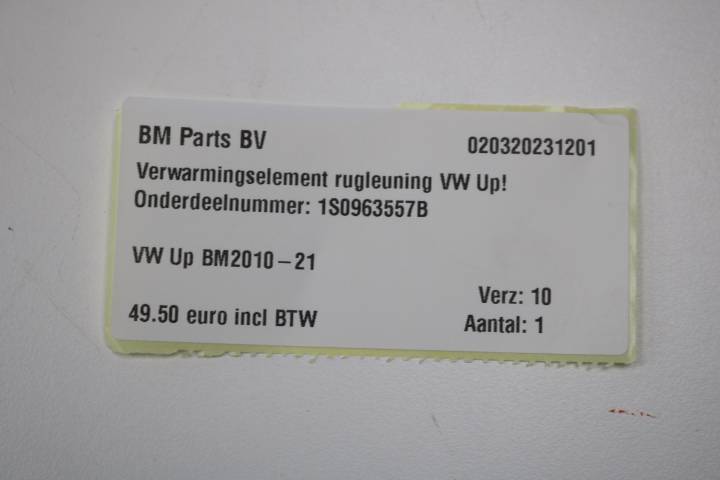 BM Parts BV 020320231201
Verwarmingselement rugleuning VW Up!
Onderdeelnummer: 1S0963557B
VW Up BM2010-21
Verz: 10
49.50 euro incl BTW Aantal: 1